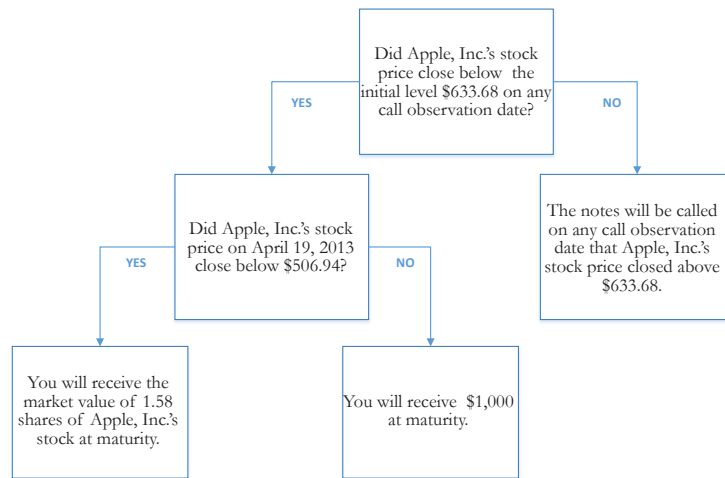 Did Apple, Inc.'s stock
price close below the
initial level $633.68 on any
call observation date?
YES
NO
Did Apple, Inc.'s stock
price on April 19, 2013
close below $506.94?
The notes will be called
on any call observation
date that Apple, Inc.'s
stock price closed above
$633.68.
YES
NO
You will receive the
market value of 1.58
shares of Apple, Inc.'s
stock at maturity.
You will receive $1,000
at maturity.